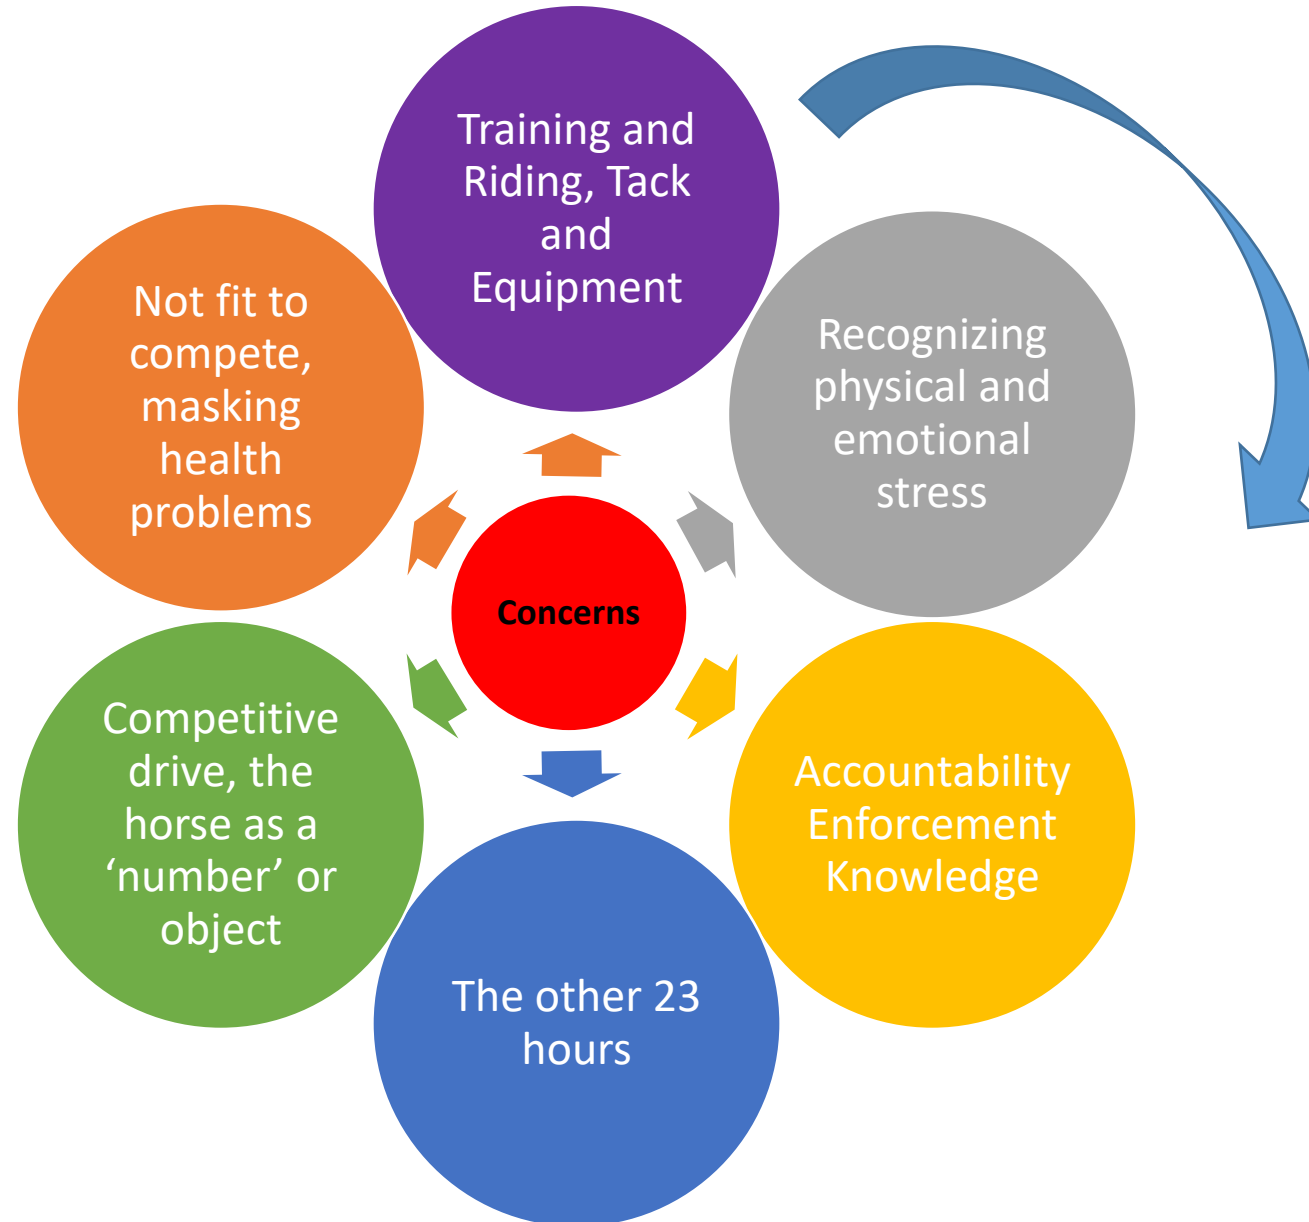 Training and
Riding, Tack
and
Equipment
Recognizing
physical and
emotional
stress
Accountability
Enforcement
Knowledge
The other 23
hours
Competitive
drive, the
horse as a
‘number’ or
object
Not fit to
compete,
masking
health
problems
Concerns